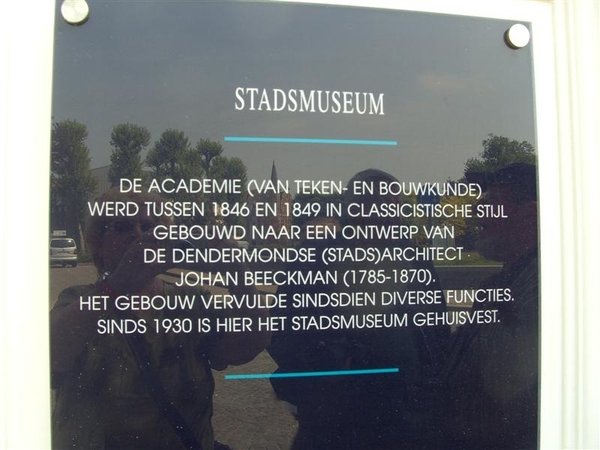 STADSMUSEUM
DE ACADEMIE (VAN TEKEN- EN BOUWKUNDE)
WERD TUSSEN 1846 EN 1849 IN CLASSICISTISCHE STIJL
GEBOUWD NAAR EEN ONTWERP VAN
DE DENDERMONDSE (STADS)ARCHITECT
JOHAN BEECKMAN (1785-1870).
HET GEBOUW VERVULDE SINDSDIEN DIVERSE FUNCTIES.
SINDS 1930 IS HIER HET STADSMUSEUM GEHUISVEST.